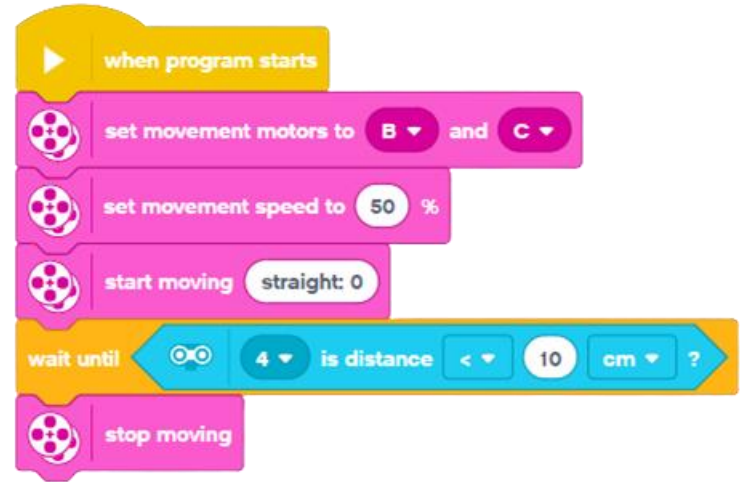 when program starts
set movement motors to B and C
set movement speed to 50 %
start moving straight: 0
wait until 4 is distance < 10 cm ?
stop moving